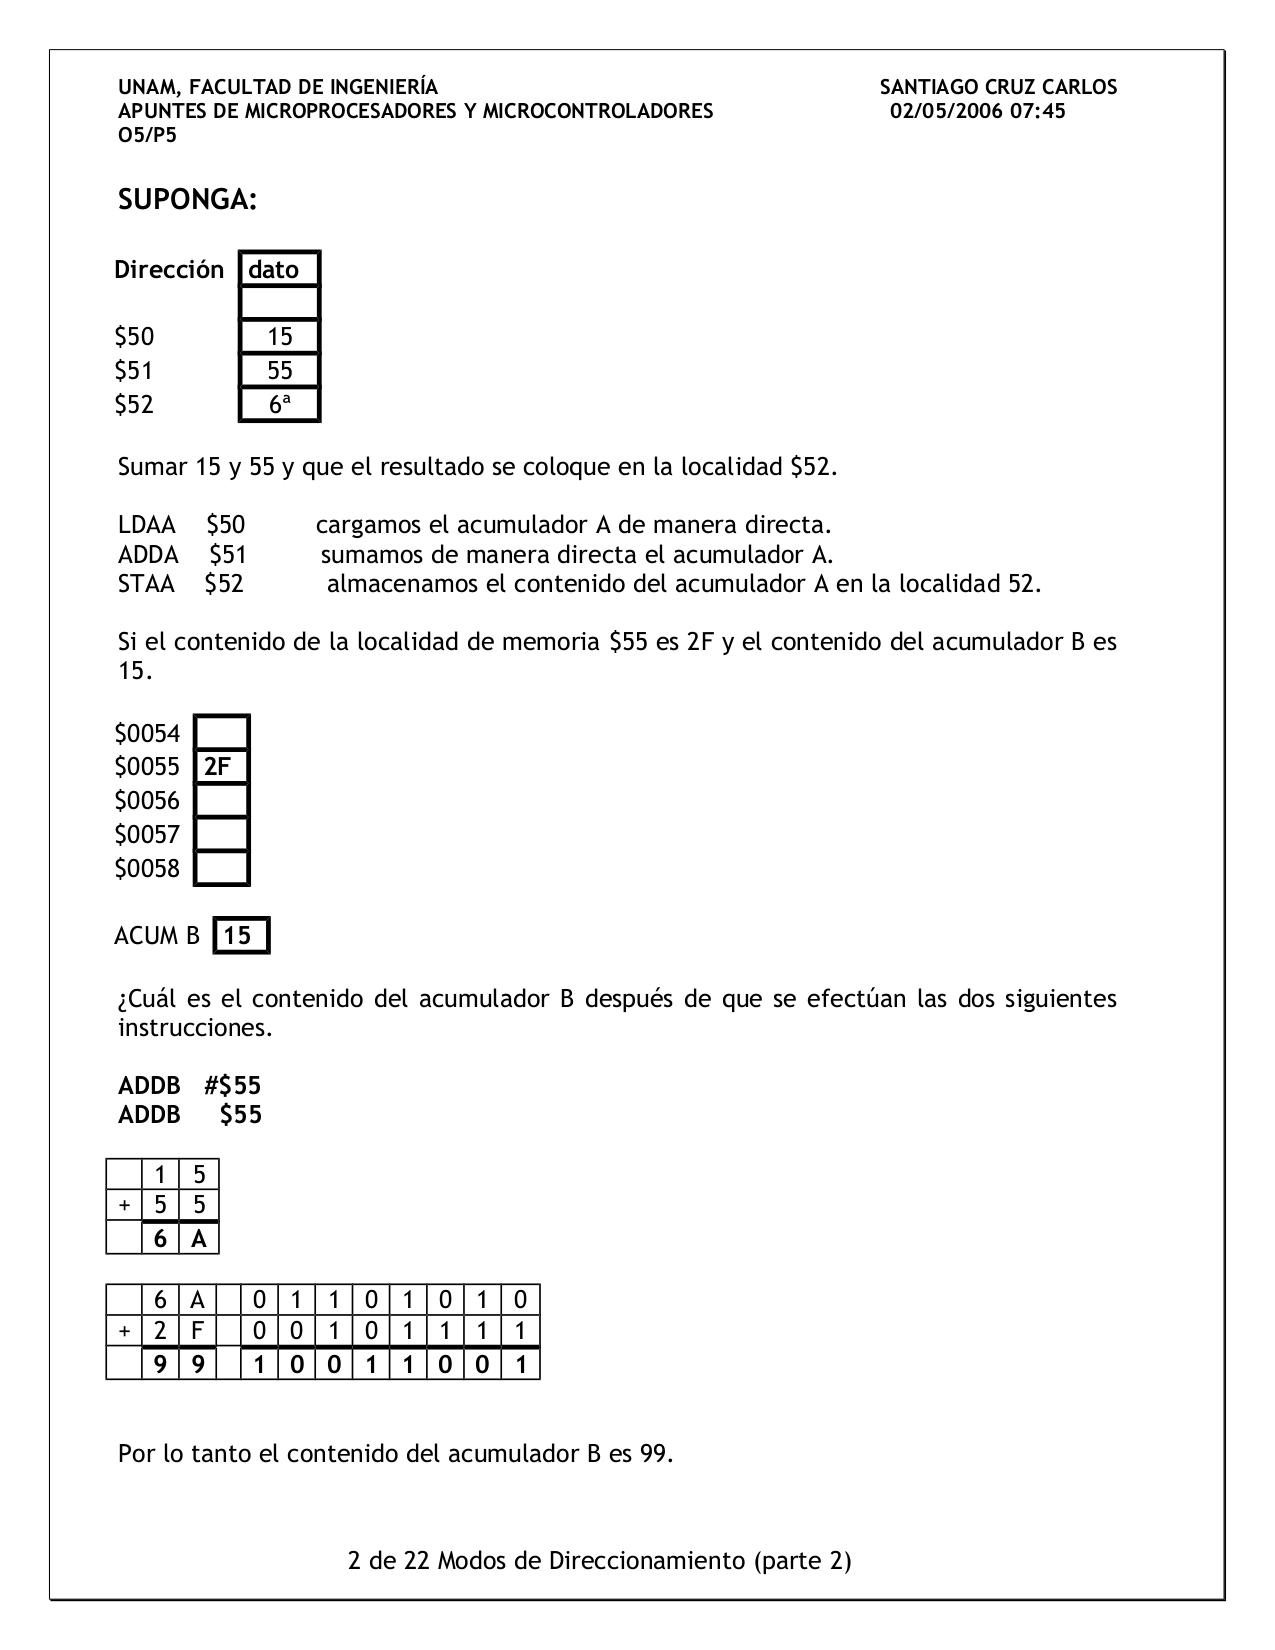 UNAM, FACULTAD DE INGENIERÍA SANTIAGO CRUZ CARLOS
APUNTES DE MICROPROCESADORES Y MICROCONTROLADORES 02/05/2006 07:45
O5/P5
SUPONGA:
Dirección dato
$50 15
$51 55
$52 6ª
Sumar 15 y 55 y que el resultado se coloque en la localidad $52.
LDAA $50 cargamos el acumulador A de manera directa.
ADDA $51 sumamos de manera directa el acumulador A.
STAA $52 almacenamos el contenido del acumulador A en la localidad 52.
Si el contenido de la localidad de memoria $55 es 2F y el contenido del acumulador B es
15.
$0054
$0055 2F
$0056
$0057
$0058
ACUM B 15
¿Cuál es el contenido del acumulador B después de que se efectúan las dos siguientes
instrucciones.
ADDB #$55
ADDB $55
1 5
+ 5 5
6 A
6 A 0 1 1 0 1 0 1 0
+ 2 F 0 0 1 0 1 1 1 1
9 9 1 0 0 1 1 0 0 1
Por lo tanto el contenido del acumulador B es 99.
2 de 22 Modos de Direccionamiento (parte 2)